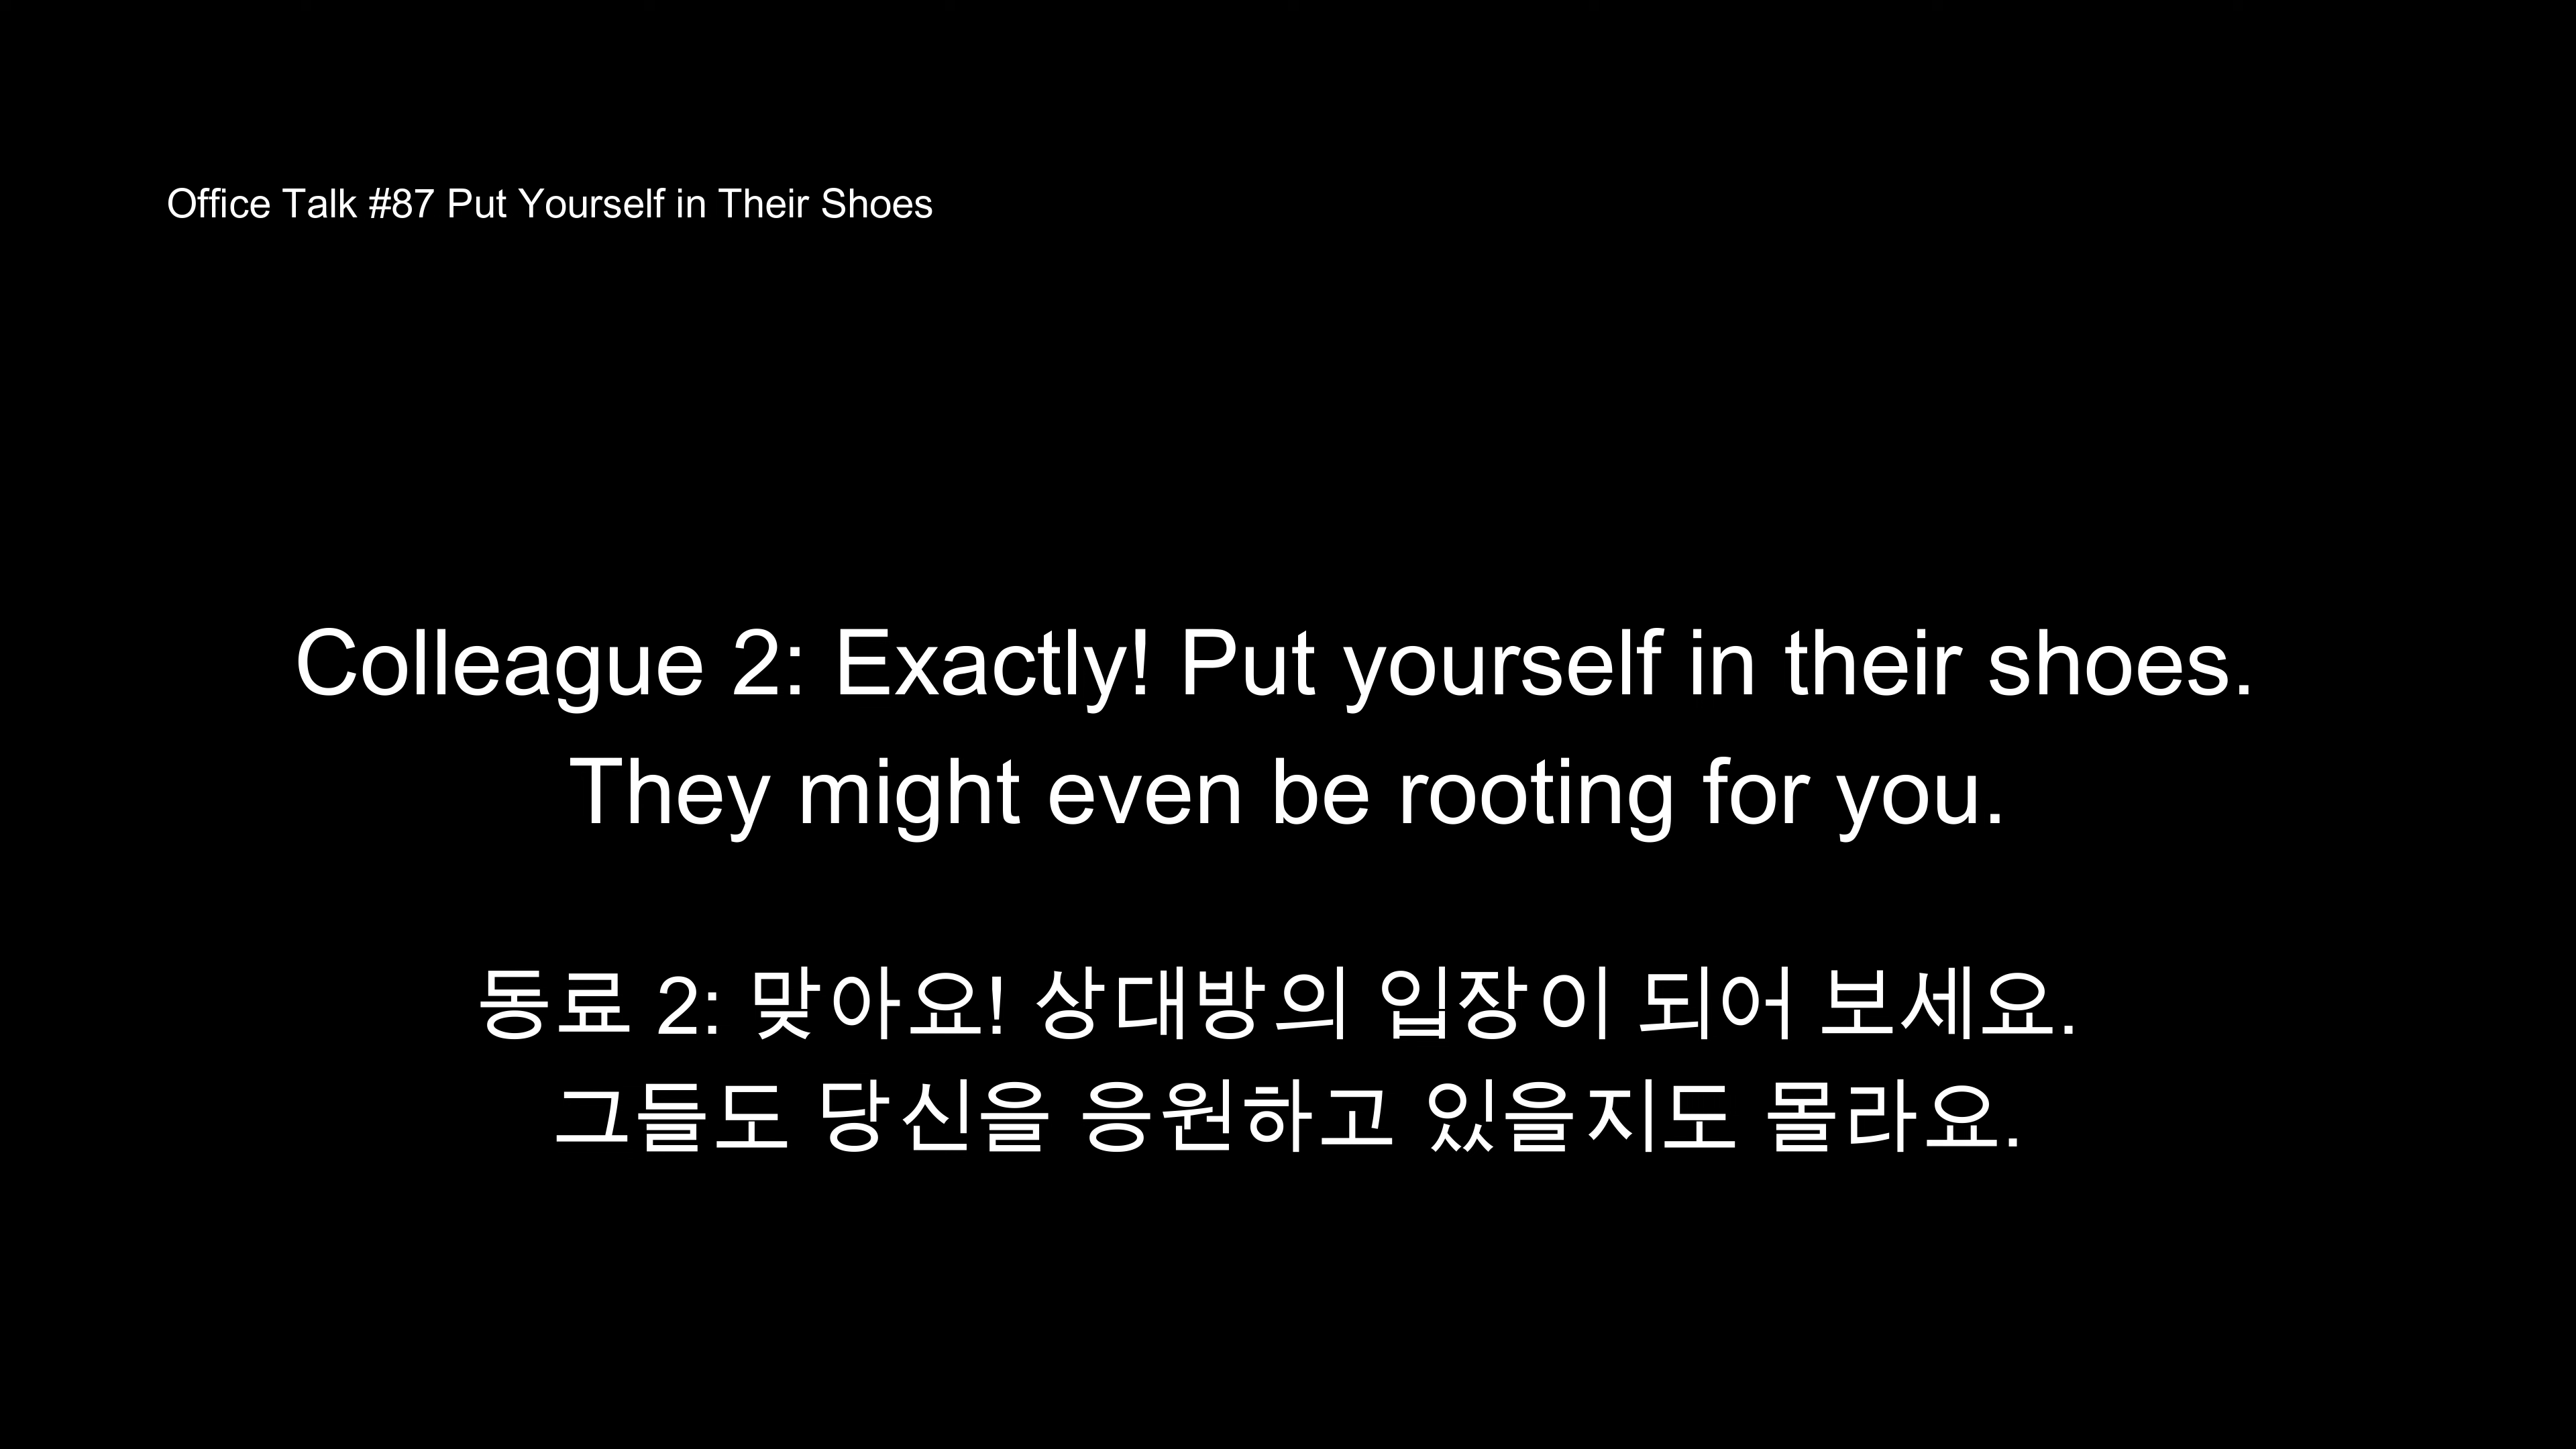 Office Talk #87 Put Yourself in Their Shoes
Colleague 2: Exactly! Put yourself in their shoes.
They might even be rooting for you.
동료 2: 맞아요! 상대방의 입장이 되어 보세요.
그들도 당신을 응원하고 있을지도 몰라요.